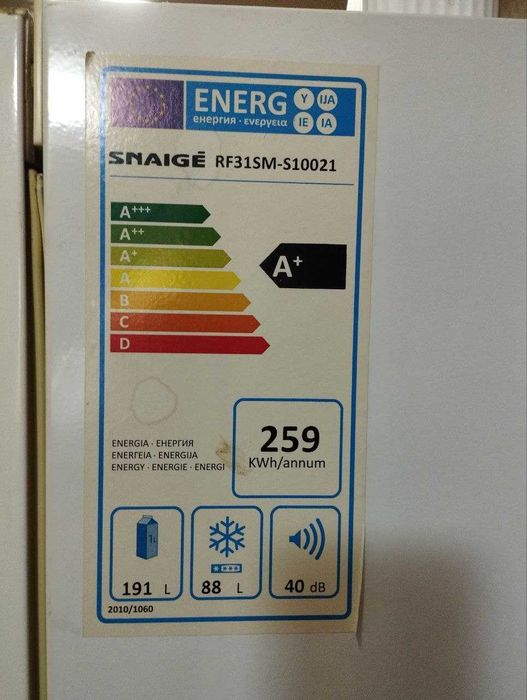 ENERG Y IJA
енергия · ενεργεια IE IA
SNAIGĖ RF31SM-S10021
A+++
A++
A+
A
B
C
D
A+
ENERGIA · ЕНЕРГИЯ
ΕΝΕΡΓΕΙΑ · ENERGIJA
ENERGY · ENERGIE · ENERGI
259
KWh/annum
1L
191 L
88 L
40 dB
2010/1060